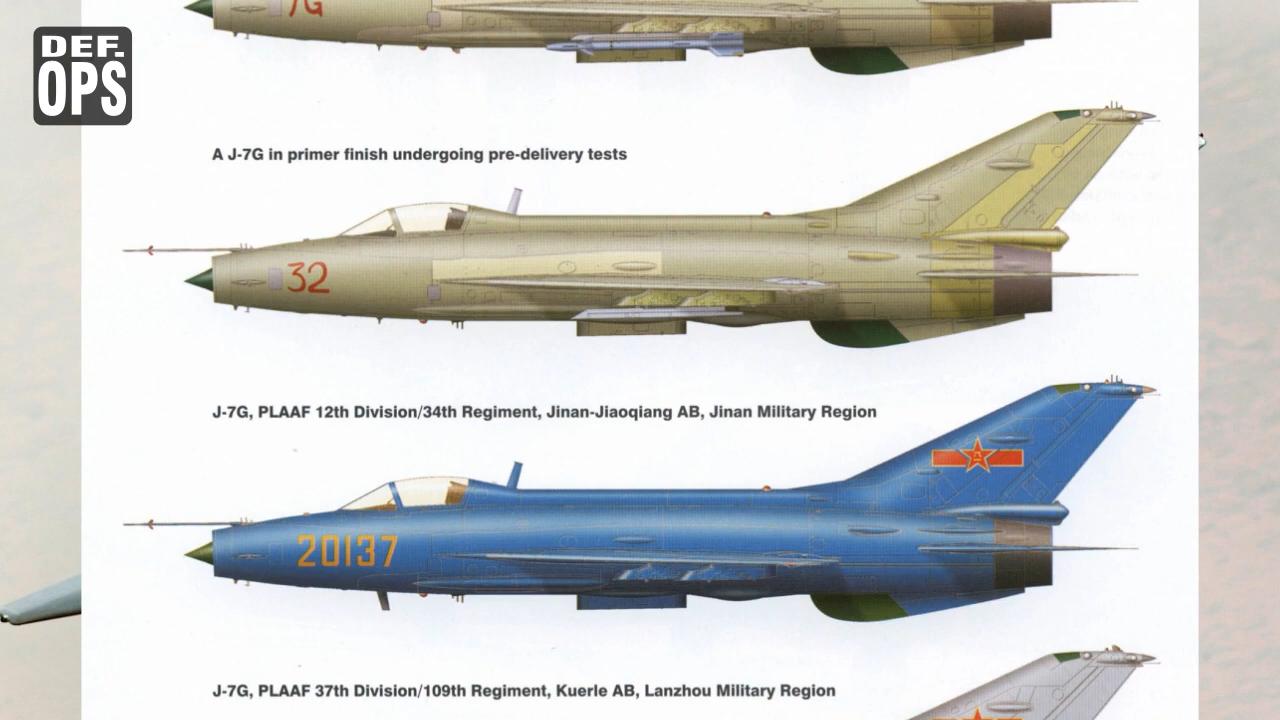 7G
DEF.
OPS
A J-7G in primer finish undergoing pre-delivery tests
32
J-7G, PLAAF 12th Division/34th Regiment, Jinan-Jiaoqiang AB, Jinan Military Region
20137
J-7G, PLAAF 37th Division/109th Regiment, Kuerle AB, Lanzhou Military Region